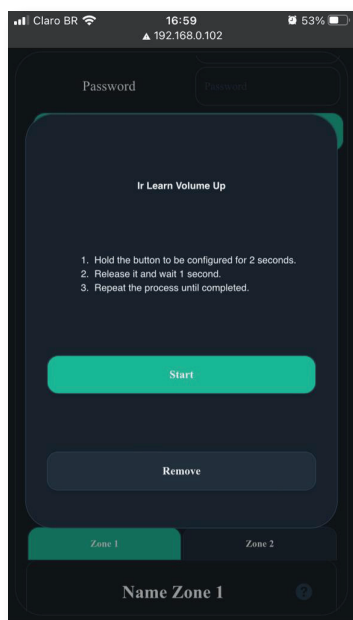 Claro BR
16:59
53%
192.168.0.102
Password
Password
Ir Learn Volume Up
1. Hold the button to be configured for 2 seconds.
2. Release it and wait 1 second.
3. Repeat the process until completed.
Start
Remove
Zone 1
Zone 2
Name Zone 1
?